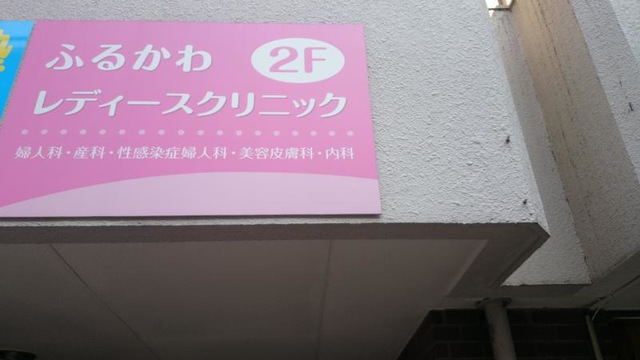 ふるかわ 2F
レディースクリニック
婦人科・産科・性感染症婦人科・美容皮膚科・内科